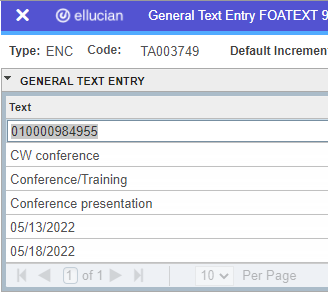 ellucian General Text Entry FOATEXT 9
Type: ENC Code: TA003749 Default Increment
GENERAL TEXT ENTRY
Text
010000984955
CW conference
Conference/Training
Conference presentation
05/13/2022
05/18/2022
1 of 1 10 Per Page